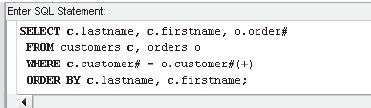 Enter SQL Statement:
SELECT c.lastname, c.firstname, o.order#
FROM customers c, orders o
WHERE c.customer# = o.customer#(+)
ORDER BY c.lastname, c.firstname;